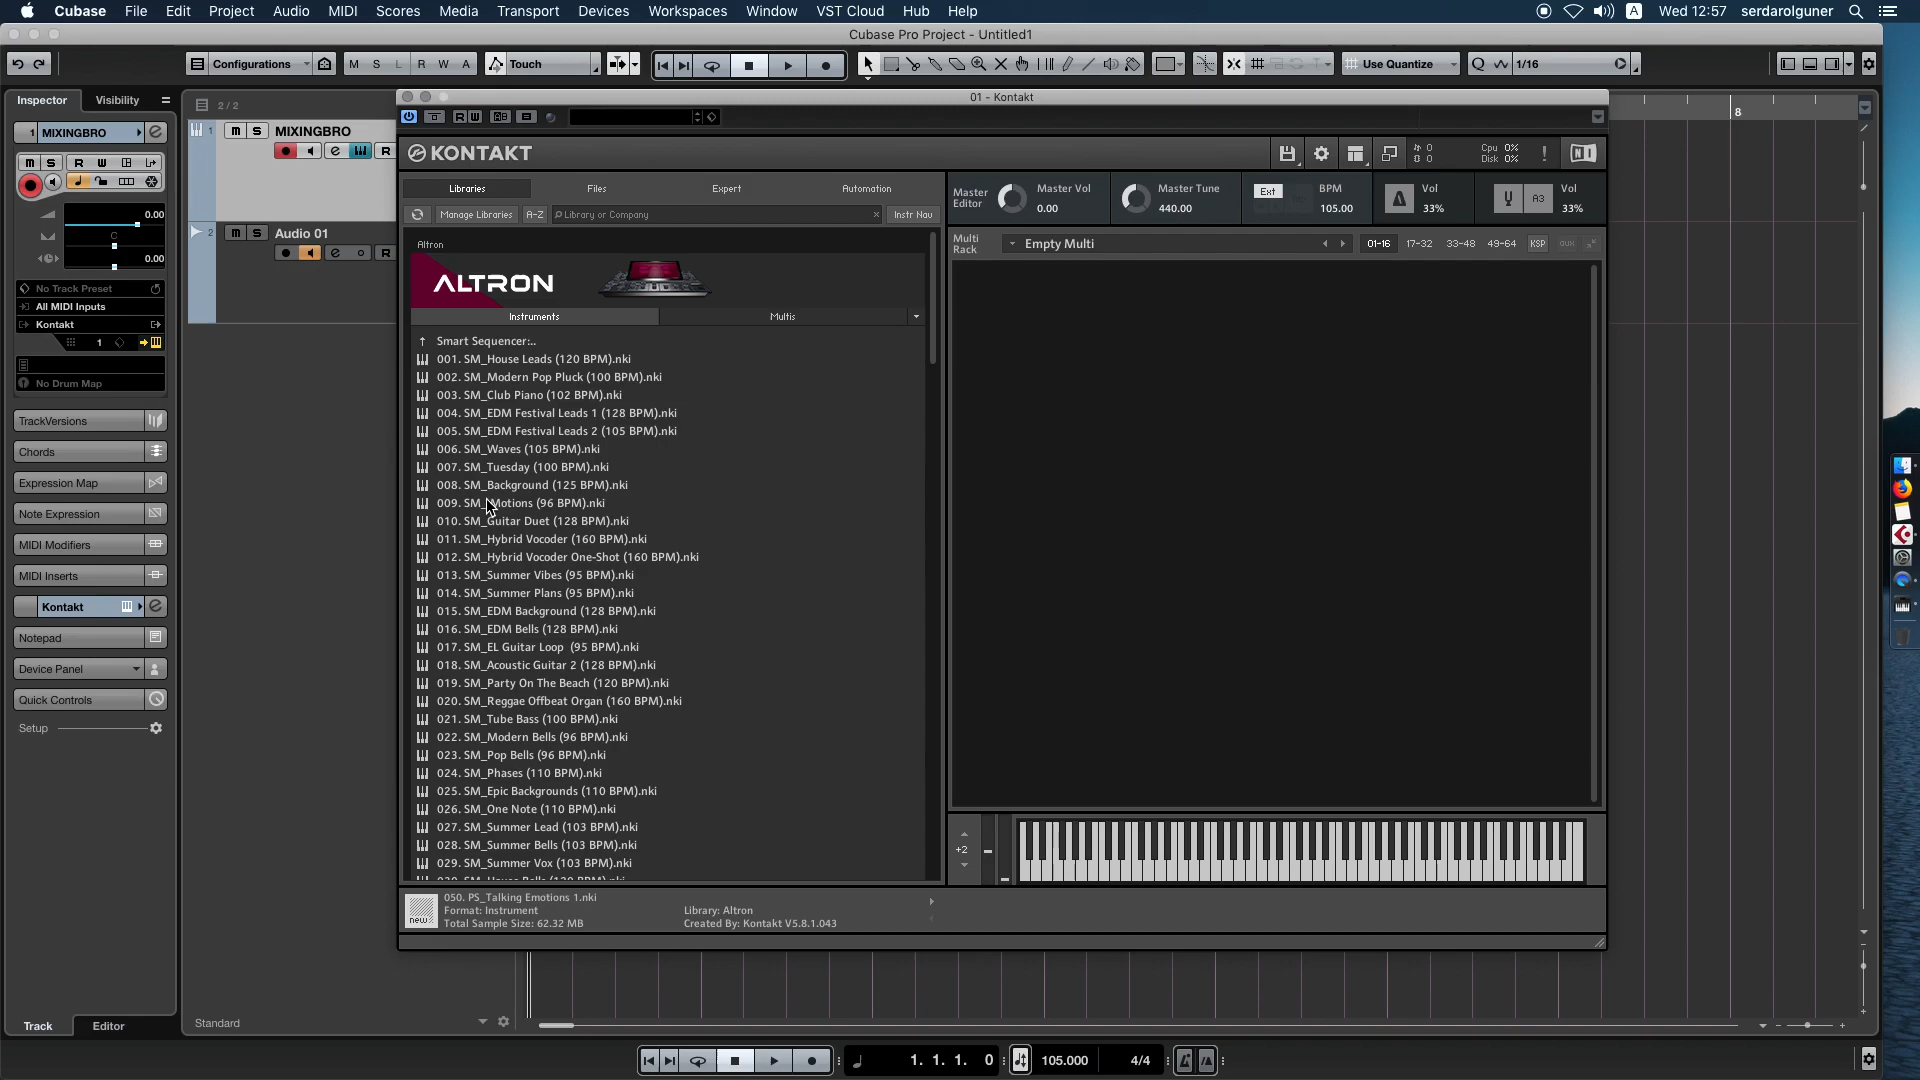 Cubase File Edit Project Audio MIDI Scores Media Transport Devices Workspaces Window VST Cloud Hub Help A Wed 12:57 serdarolguner
Cubase Pro Project - Untitled1
Configurations M S L R W A Touch Use Quantize Q 1/16
Inspector Visibility 2 / 2
01 - Kontakt
8
1 MIXINGBRO
1 m S MIXINGBRO
R W
m S R W
e R
KONTAKT
0
0
Cpu 0%
Disk 0%
!
NI
Libraries Files Expert Automation
Master Editor
Master Vol
0.00
Master Tune
440.00
Ext
BPM
105.00
Vol
33%
A3
Vol
33%
Manage Libraries A-Z Library or Company × Instr Nav
0.00
C
0.00
2 m S Audio 01
e R
Multi Rack
Empty Multi
01-16 17-32 33-48 49-64 KSP aux
Altron
ALTRON
Instruments Multis
No Track Preset
All MIDI Inputs
Kontakt
1
No Drum Map
TrackVersions
Chords
Expression Map
Note Expression
MIDI Modifiers
MIDI Inserts
Kontakt
Notepad
Device Panel
Quick Controls
Setup
Smart Sequencer:..
001. SM_House Leads (120 BPM).nki
002. SM_Modern Pop Pluck (100 BPM).nki
003. SM_Club Piano (102 BPM).nki
004. SM_EDM Festival Leads 1 (128 BPM).nki
005. SM_EDM Festival Leads 2 (105 BPM).nki
006. SM_Waves (105 BPM).nki
007. SM_Tuesday (100 BPM).nki
008. SM_Background (125 BPM).nki
009. SM_Motions (96 BPM).nki
010. SM_Guitar Duet (128 BPM).nki
011. SM_Hybrid Vocoder (160 BPM).nki
012. SM_Hybrid Vocoder One-Shot (160 BPM).nki
013. SM_Summer Vibes (95 BPM).nki
014. SM_Summer Plans (95 BPM).nki
015. SM_EDM Background (128 BPM).nki
016. SM_EDM Bells (128 BPM).nki
017. SM_EL Guitar Loop (95 BPM).nki
018. SM_Acoustic Guitar 2 (128 BPM).nki
019. SM_Party On The Beach (120 BPM).nki
020. SM_Reggae Offbeat Organ (160 BPM).nki
021. SM_Tube Bass (100 BPM).nki
022. SM_Modern Bells (96 BPM).nki
023. SM_Pop Bells (96 BPM).nki
024. SM_Phases (110 BPM).nki
025. SM_Epic Backgrounds (110 BPM).nki
026. SM_One Note (110 BPM).nki
027. SM_Summer Lead (103 BPM).nki
028. SM_Summer Bells (103 BPM).nki
029. SM_Summer Vox (103 BPM).nki
+2
new
050. PS_Talking Emotions 1.nki
Format: Instrument
Total Sample Size: 62.32 MB
Library: Altron
Created By: Kontakt V5.8.1.043
Track Editor
Standard
1. 1. 1. 0 105.000 4/4